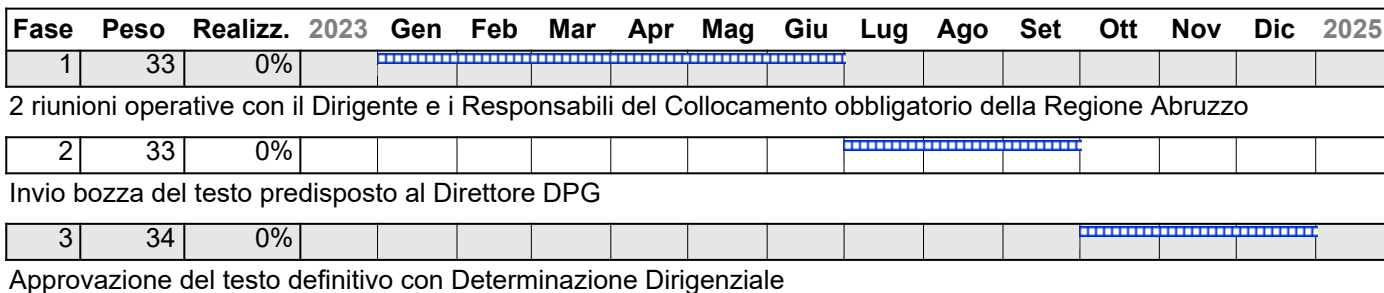 Fase Peso Realizz. 2023 Gen Feb Mar Apr Mag Giu Lug Ago Set Ott Nov Dic 2025
1 33 0%
2 riunioni operative con il Dirigente e i Responsabili del Collocamento obbligatorio della Regione Abruzzo
2 33 0%
Invio bozza del testo predisposto al Direttore DPG
3 34 0%
Approvazione del testo definitivo con Determinazione Dirigenziale